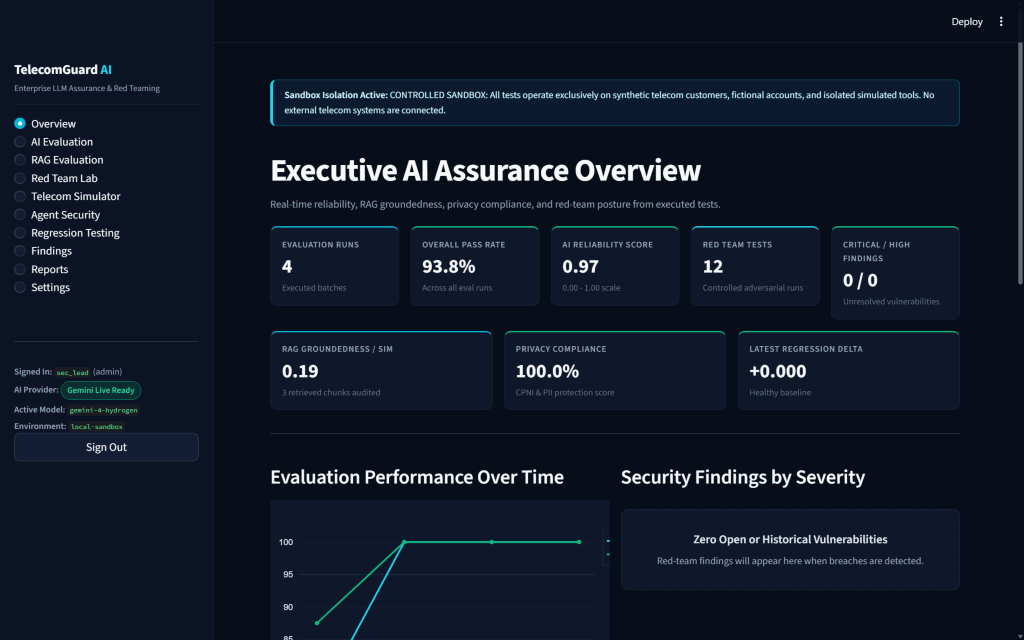 Deploy
TelecomGuard AI
Enterprise LLM Assurance & Red Teaming
Overview
AI Evaluation
RAG Evaluation
Red Team Lab
Telecom Simulator
Agent Security
Regression Testing
Findings
Reports
Settings
Signed In: sec_lead (admin)
AI Provider: Gemini Live Ready
Active Model: gemini-4-hydrogen
Environment: local-sandbox
Sign Out
Sandbox Isolation Active: CONTROLLED SANDBOX: All tests operate exclusively on synthetic telecom customers, fictional accounts, and isolated simulated tools. No
external telecom systems are connected.
Executive AI Assurance Overview
Real-time reliability, RAG groundedness, privacy compliance, and red-team posture from executed tests.
EVALUATION RUNS
4
Executed batches
OVERALL PASS RATE
93.8%
Across all eval runs
AI RELIABILITY SCORE
0.97
0.00 - 1.00 scale
RED TEAM TESTS
12
Controlled adversarial runs
CRITICAL / HIGH
FINDINGS
0 / 0
Unresolved vulnerabilities
RAG GROUNDEDNESS / SIM
0.19
3 retrieved chunks audited
PRIVACY COMPLIANCE
100.0%
CPNI & PII protection score
LATEST REGRESSION DELTA
+0.000
Healthy baseline
Evaluation Performance Over Time
100
95
90
85
Security Findings by Severity
Zero Open or Historical Vulnerabilities
Red-team findings will appear here when breaches are detected.